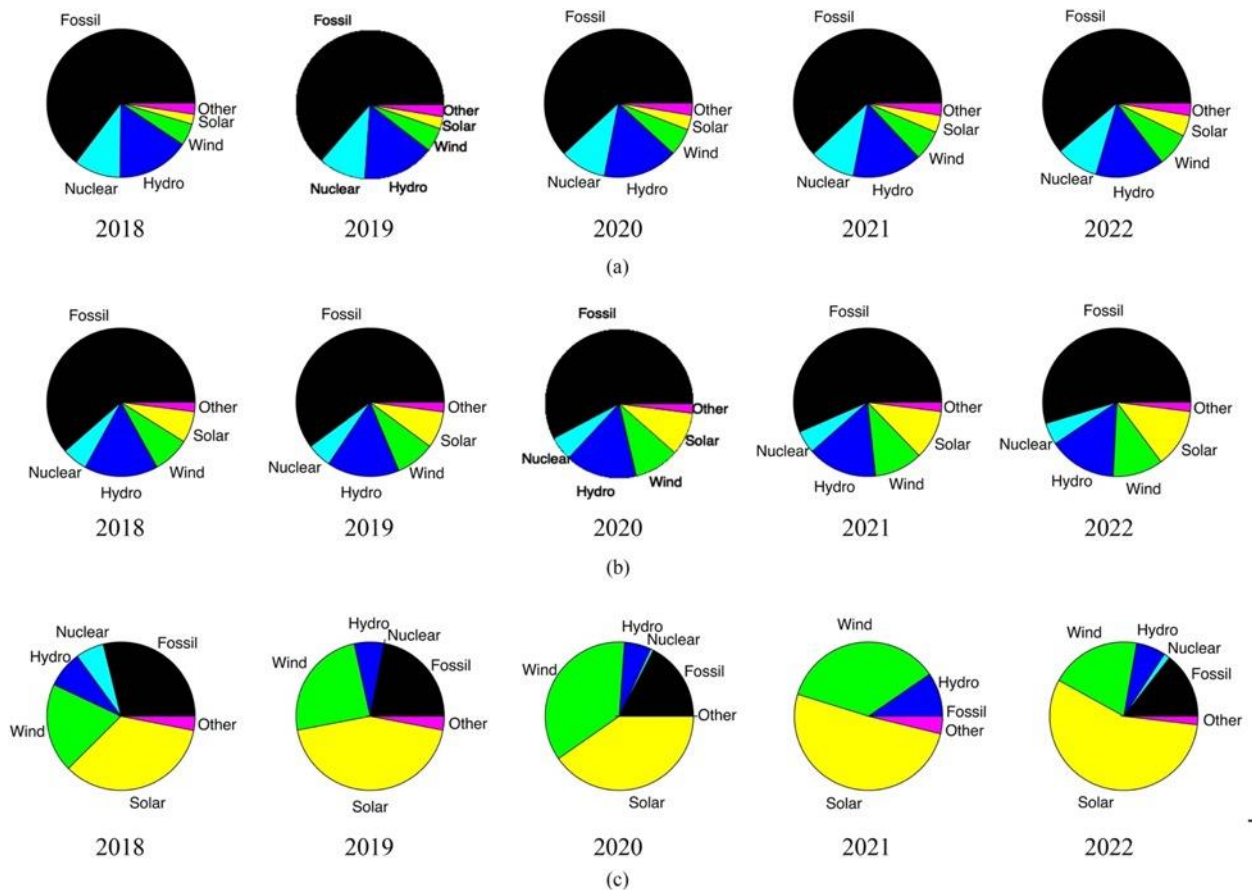 Fossil Fossil Fossil Fossil Fossil
Other Other Other Other Other
Solar Solar Solar Solar Solar
Wind Wind Wind Wind Wind
Nuclear Hydro Nuclear Hydro Nuclear Hydro Nuclear Hydro Nuclear Hydro
2018 2019 2020 2021 2022
(a)
Fossil Fossil Fossil Fossil Fossil
Other Other Other Other Other
Solar Solar Solar Solar Solar
Nuclear Wind Nuclear Wind Nuclear Wind Nuclear Wind Nuclear Wind
Hydro Hydro Hydro Hydro Hydro
2018 2019 2020 2021 2022
(b)
Nuclear Fossil Hydro Nuclear Hydro Nuclear Wind Wind Hydro Nuclear
Hydro Wind Fossil Wind Fossil Hydro Fossil
Wind Other Other Other Fossil Other Other
Solar Solar Solar Solar Solar
2018 2019 2020 2021 2022
(c)